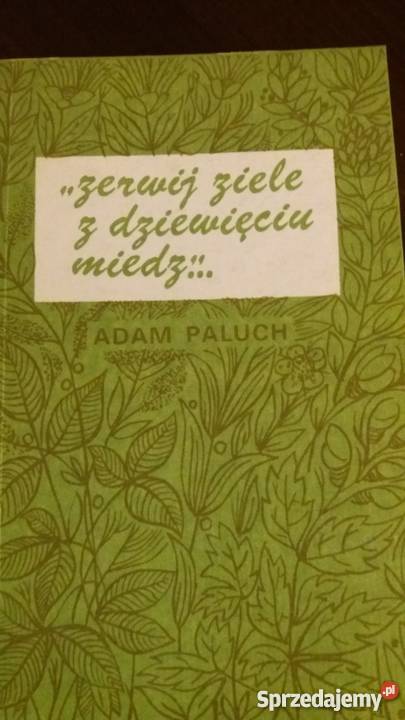 „zerwij ziele
z dziewięciu
miedz”...
ADAM PALUCH
Sprzedajemy.pl